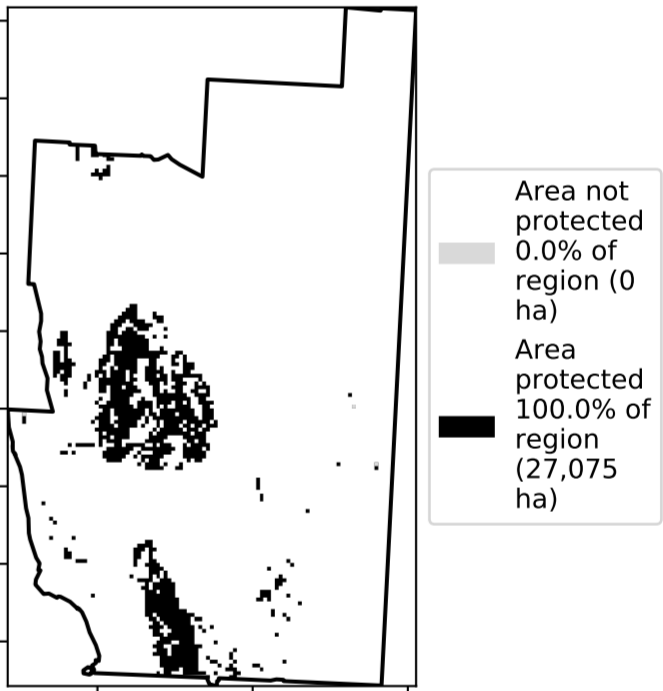 Area not
protected
0.0% of
region (0
ha)
Area
protected
100.0% of
region
(27,075
ha)